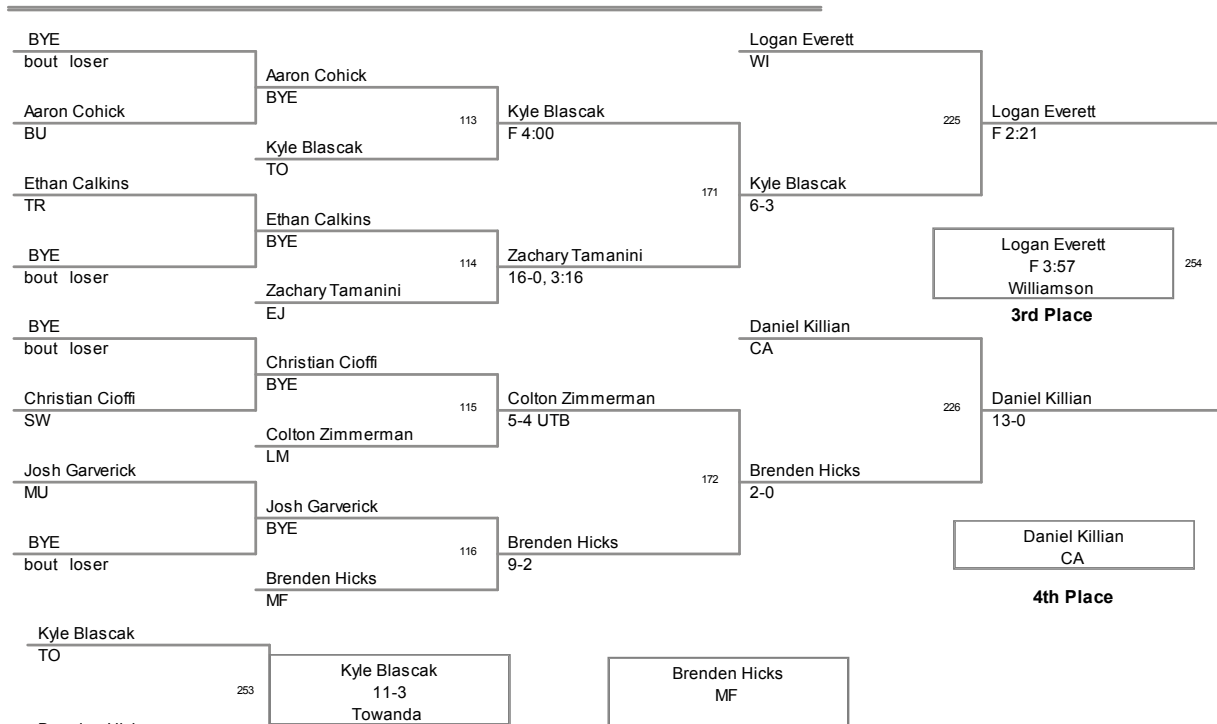 BYE
bout loser
Aaron Cohick
BU
Ethan Calkins
TR
BYE
bout loser
BYE
bout loser
Christian Cioffi
SW
Josh Garverick
MU
BYE
bout loser
Aaron Cohick
BYE
113
Kyle Blascak
TO
Ethan Calkins
BYE
114
Zachary Tamanini
EJ
Christian Cioffi
BYE
115
Colton Zimmerman
LM
Josh Garverick
BYE
116
Brenden Hicks
MF
Kyle Blascak
F 4:00
171
Zachary Tamanini
16-0, 3:16
Colton Zimmerman
5-4 UTB
172
Brenden Hicks
9-2
Logan Everett
WI
225
Kyle Blascak
6-3
Daniel Killian
CA
226
Brenden Hicks
2-0
Logan Everett
F 2:21
Logan Everett
F 3:57
Williamson
254
3rd Place
Daniel Killian
13-0
Daniel Killian
CA
4th Place
Kyle Blascak
TO
253
Kyle Blascak
11-3
Towanda
Brenden Hicks
MF